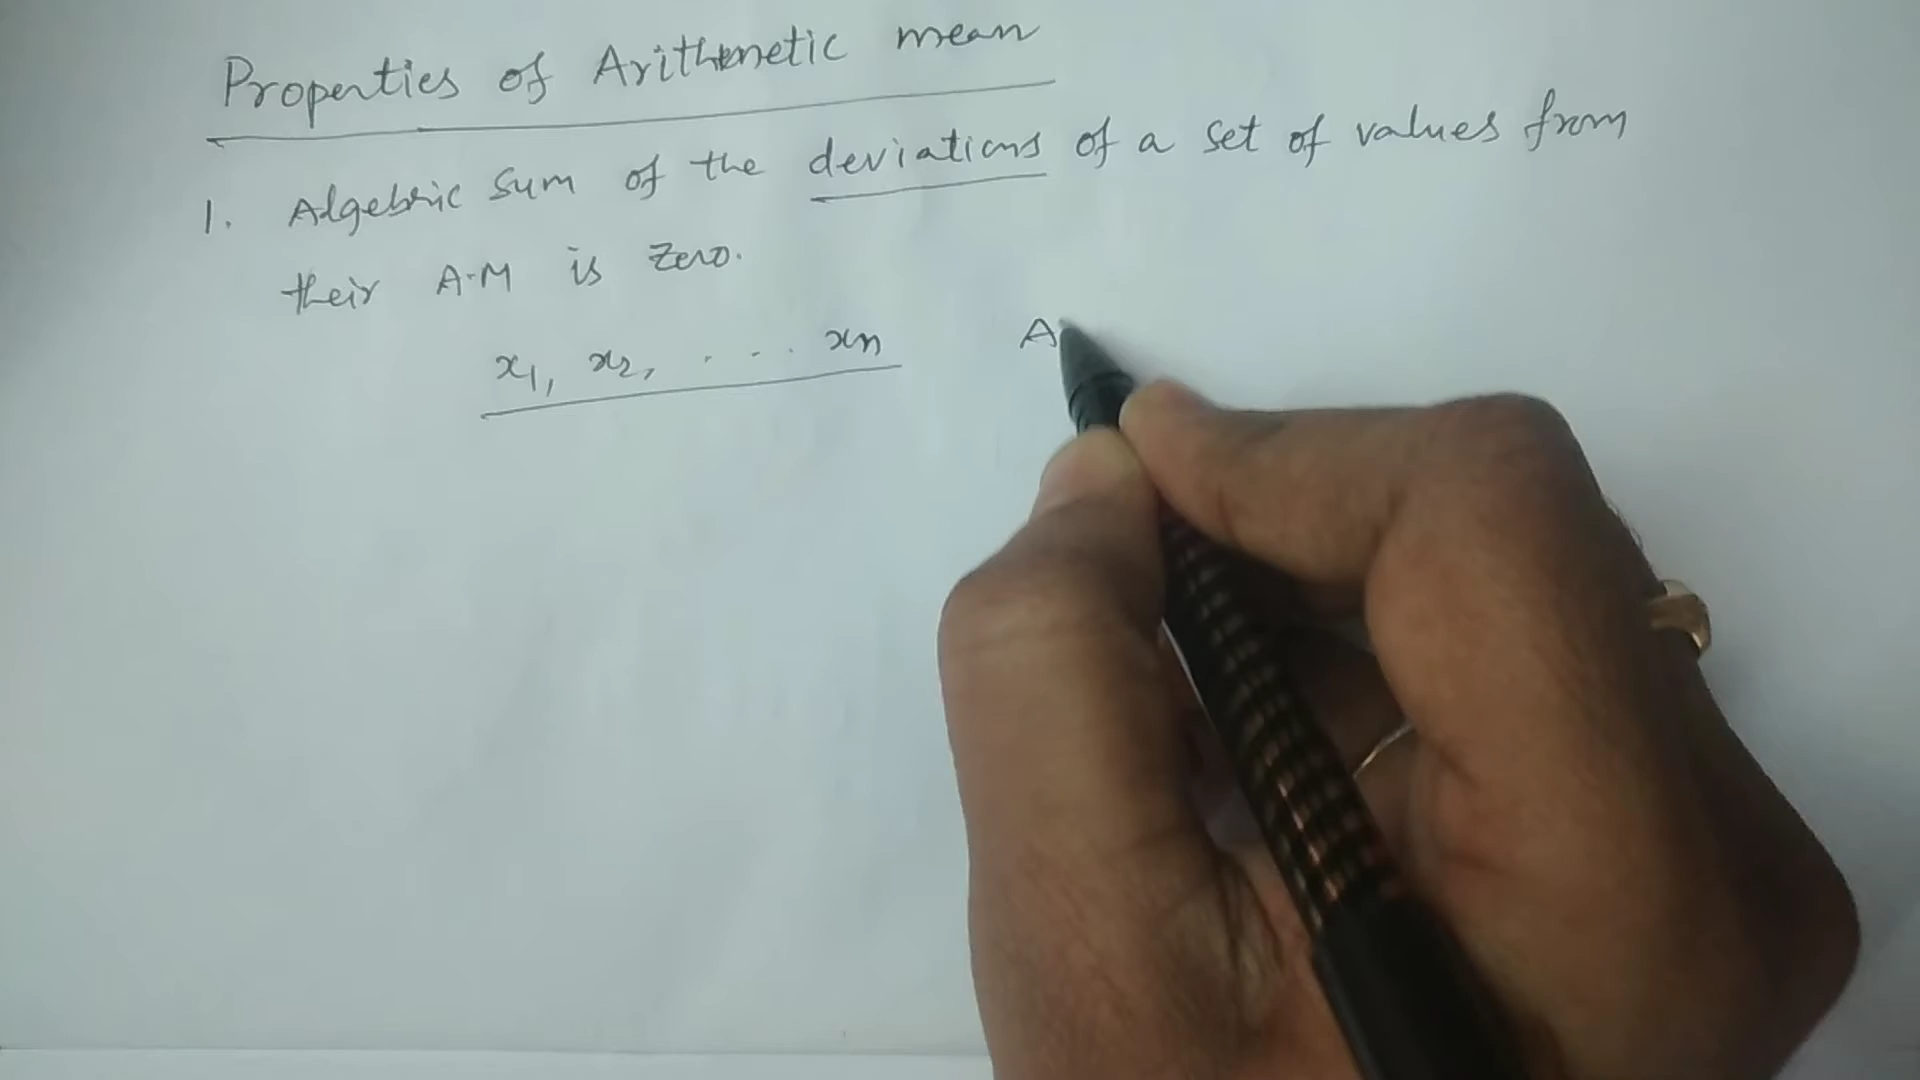 Properties of Arithmetic mean
1. Algebric sum of the deviations of a set of values from
their A.M is zero.
x1, x2, . - . . xn A